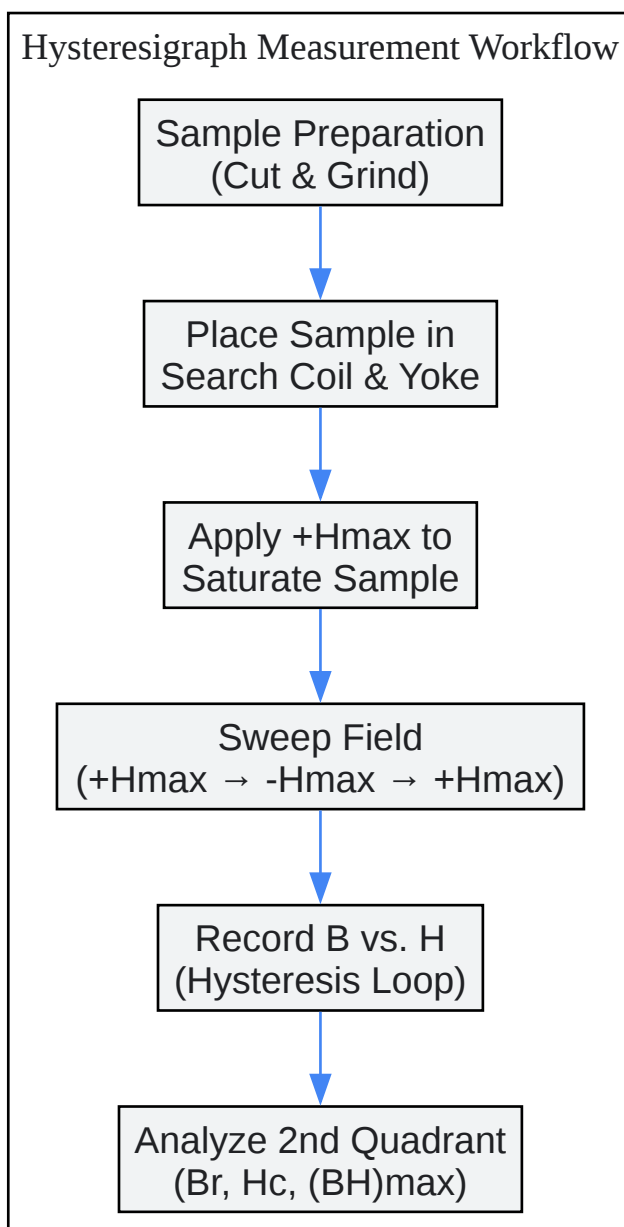 Hysteresigraph Measurement Workflow
Sample Preparation
(Cut & Grind)
Place Sample in
Search Coil & Yoke
Apply +Hmax to
Saturate Sample
Sweep Field
(+Hmax → -Hmax → +Hmax)
Record B vs. H
(Hysteresis Loop)
Analyze 2nd Quadrant
(Br, Hc, (BH)max)